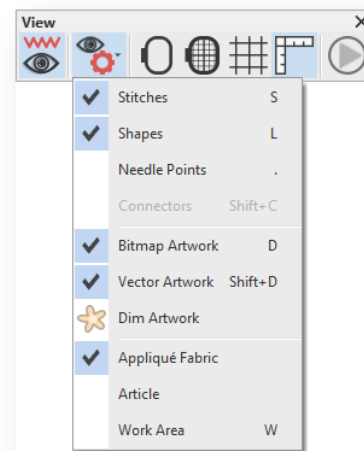 View
Stitches S
Shapes L
Needle Points .
Connectors Shift+C
Bitmap Artwork D
Vector Artwork Shift+D
Dim Artwork
Appliqué Fabric
Article
Work Area W